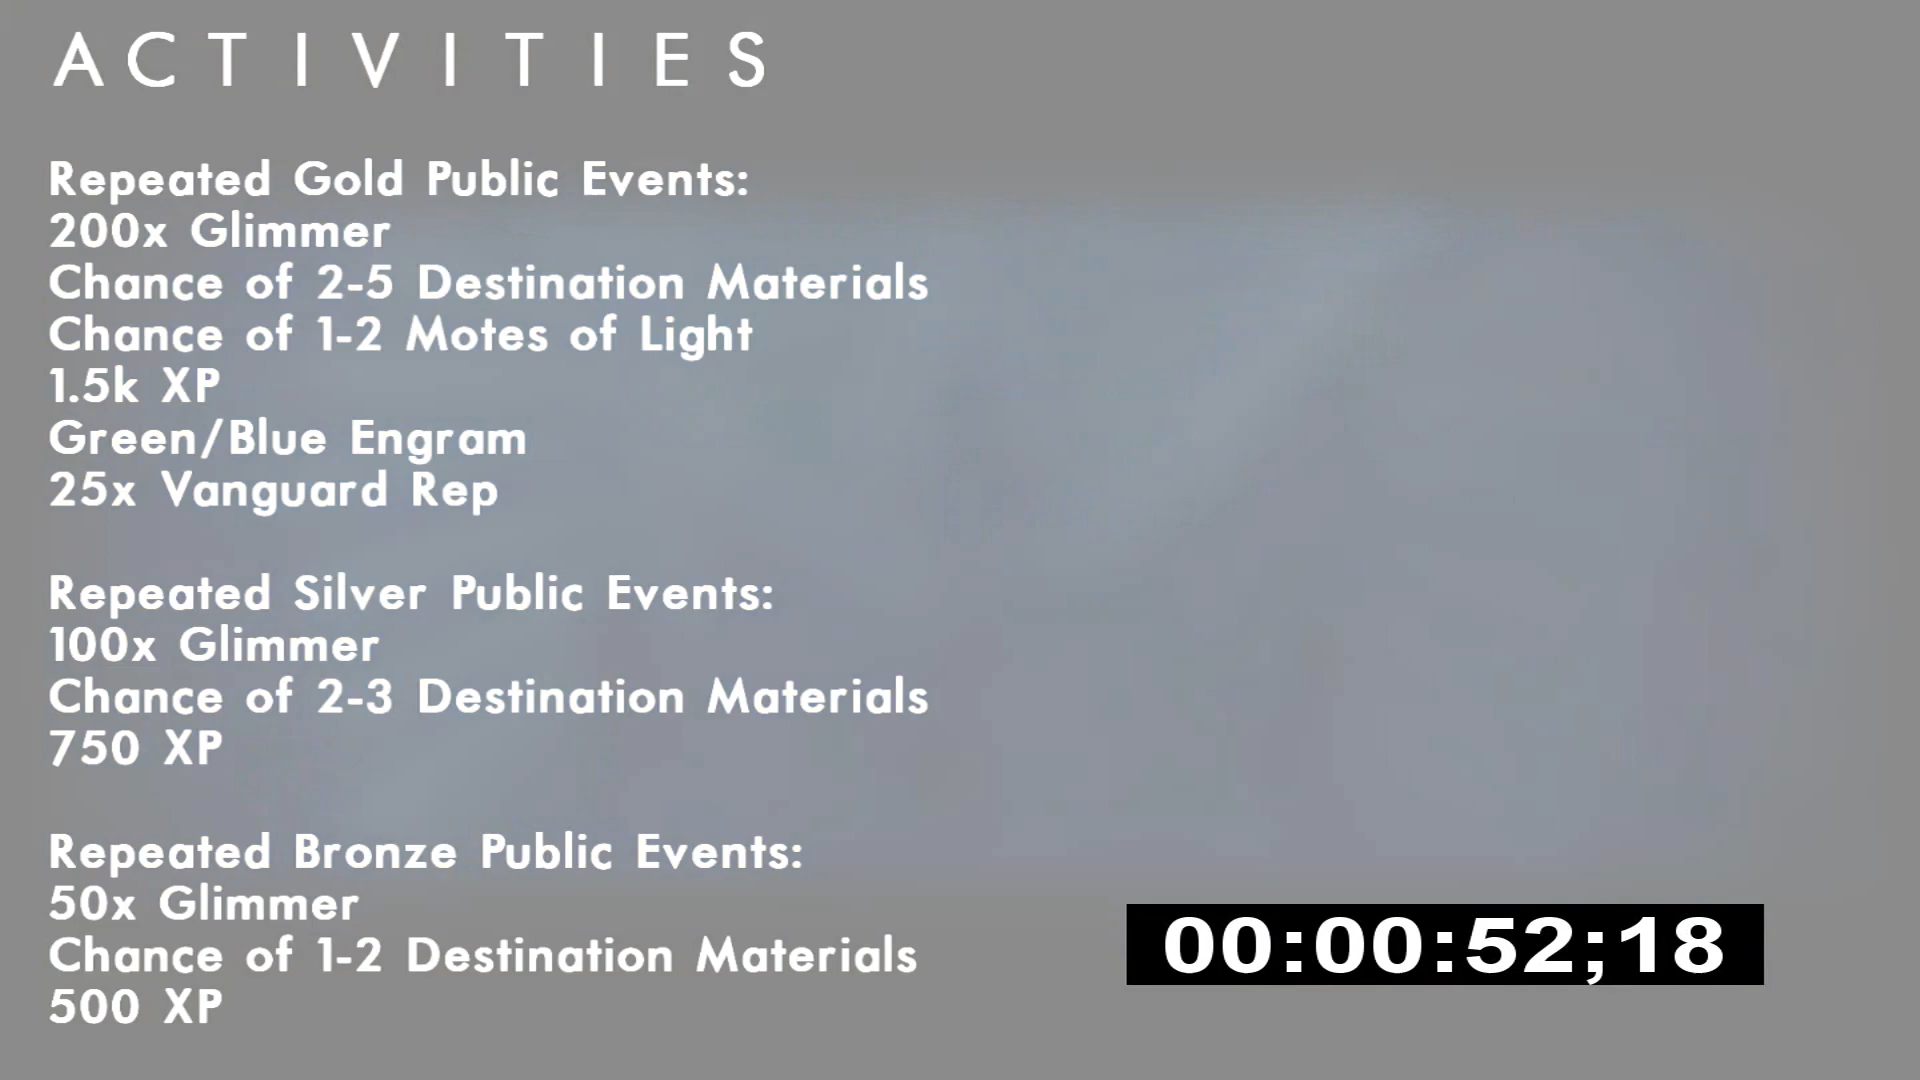 ACTIVITIES
Repeated Gold Public Events:
200x Glimmer
Chance of 2-5 Destination Materials
Chance of 1-2 Motes of Light
1.5k XP
Green/Blue Engram
25x Vanguard Rep
Repeated Silver Public Events:
100x Glimmer
Chance of 2-3 Destination Materials
750 XP
Repeated Bronze Public Events:
50x Glimmer
Chance of 1-2 Destination Materials
500 XP
00:00:52;18